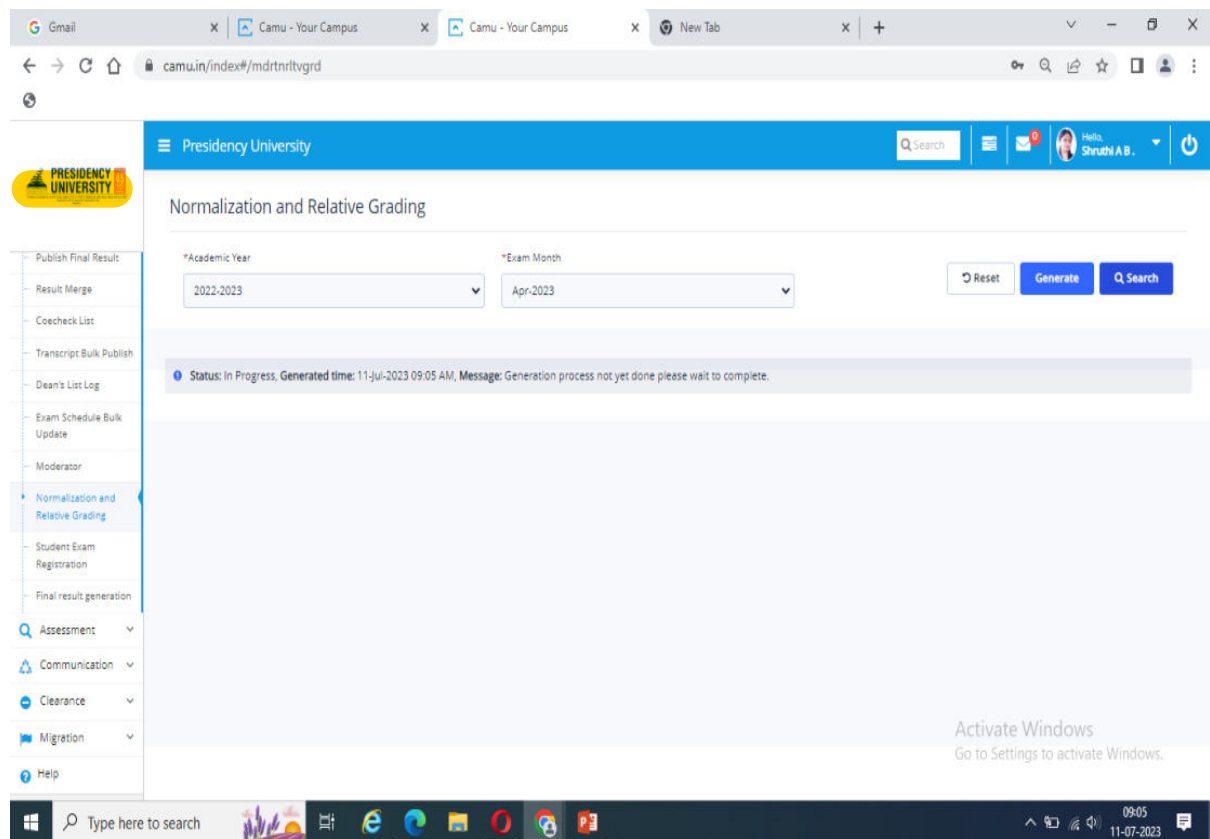 Gmail
Camu - Your Campus
Camu - Your Campus
New Tab
camu.in/index#/mdrtnrltvgrd
Presidency University
Search
0
Hello,
Shruthi A B .
PRESIDENCY
UNIVERSITY
Normalization and Relative Grading
*Academic Year
*Exam Month
2022-2023
Apr-2023
Reset
Generate
Search
Status: In Progress, Generated time: 11-Jul-2023 09:05 AM, Message: Generation process not yet done please wait to complete.
Publish Final Result
Result Merge
Coecheck List
Transcript Bulk Publish
Dean's List Log
Exam Schedule Bulk
Update
Moderator
Normalization and
Relative Grading
Student Exam
Registration
Final result generation
Assessment
Communication
Clearance
Migration
Help
Activate Windows
Go to Settings to activate Windows.
Type here to search
09:05
11-07-2023